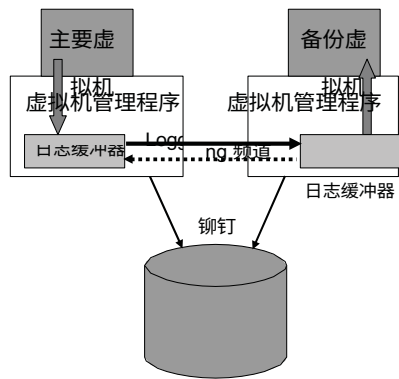 主要虚
拟机
备份虚
拟机
虚拟机管理程序
虚拟机管理程序
日志缓冲器
Logg
ng 频道
日志缓冲器
铆钉